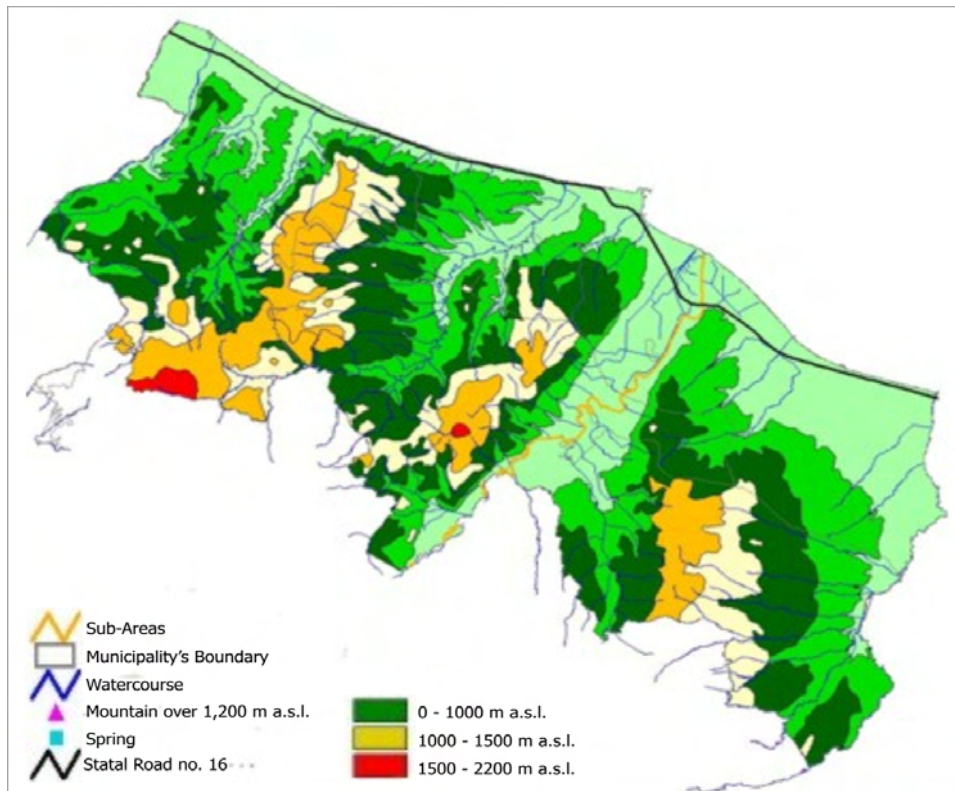 Sub-Areas
Municipality's Boundary
Watercourse
Mountain over 1,200 m a.s.l.
Spring
Statal Road no. 16
0 - 1000 m a.s.l.
1000 - 1500 m a.s.l.
1500 - 2200 m a.s.l.